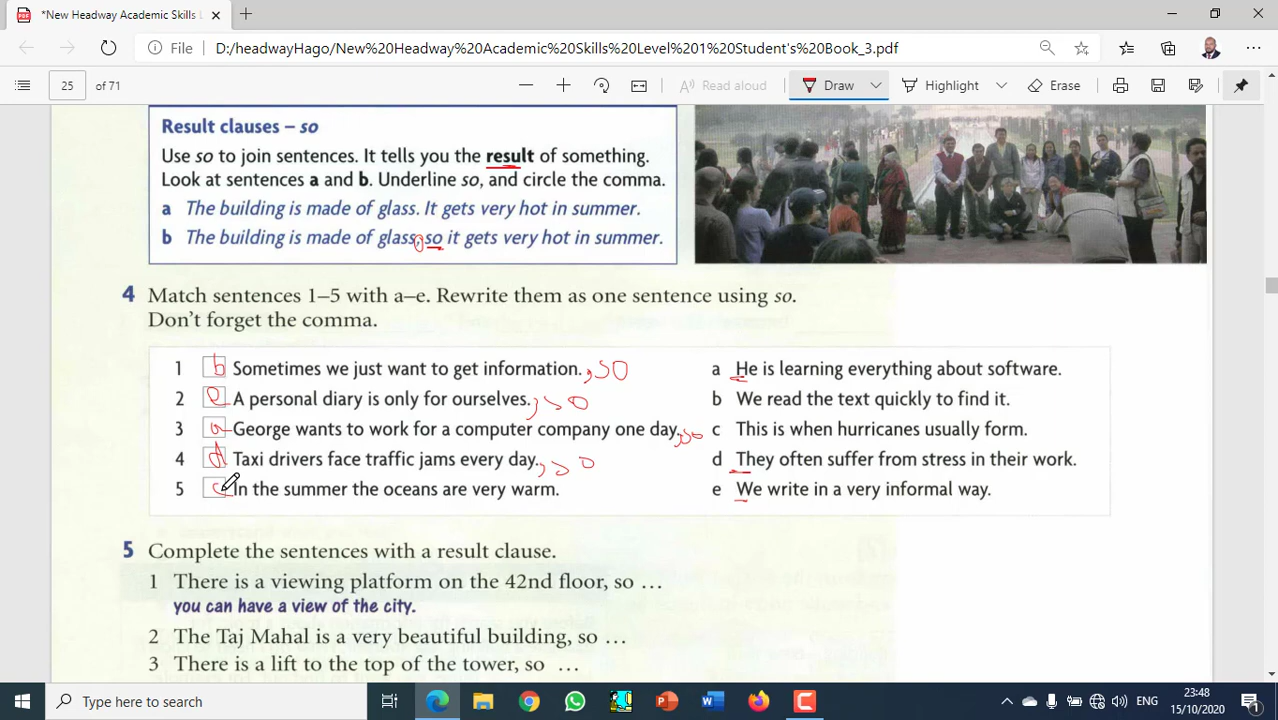 *New Headway Academic Skills L
File D:/headwayHago/New%20Headway%20Academic%20Skills%20Level%201%20Student's%20Book_3.pdf
25 of 71 Read aloud Draw Highlight Erase
Result clauses – so
Use so to join sentences. It tells you the result of something.
Look at sentences a and b. Underline so, and circle the comma.
a The building is made of glass. It gets very hot in summer.
b The building is made of glass, so it gets very hot in summer.
4 Match sentences 1–5 with a–e. Rewrite them as one sentence using so.
Don't forget the comma.
1 b Sometimes we just want to get information. , so a He is learning everything about software.
2 e A personal diary is only for ourselves. , so b We read the text quickly to find it.
3 a George wants to work for a computer company one day. , so c This is when hurricanes usually form.
4 d Taxi drivers face traffic jams every day. , so d They often suffer from stress in their work.
5 c In the summer the oceans are very warm. e We write in a very informal way.
5 Complete the sentences with a result clause.
1 There is a viewing platform on the 42nd floor, so …
you can have a view of the city.
2 The Taj Mahal is a very beautiful building, so …
3 There is a lift to the top of the tower, so …
Type here to search
ENG
23:48
15/10/2020